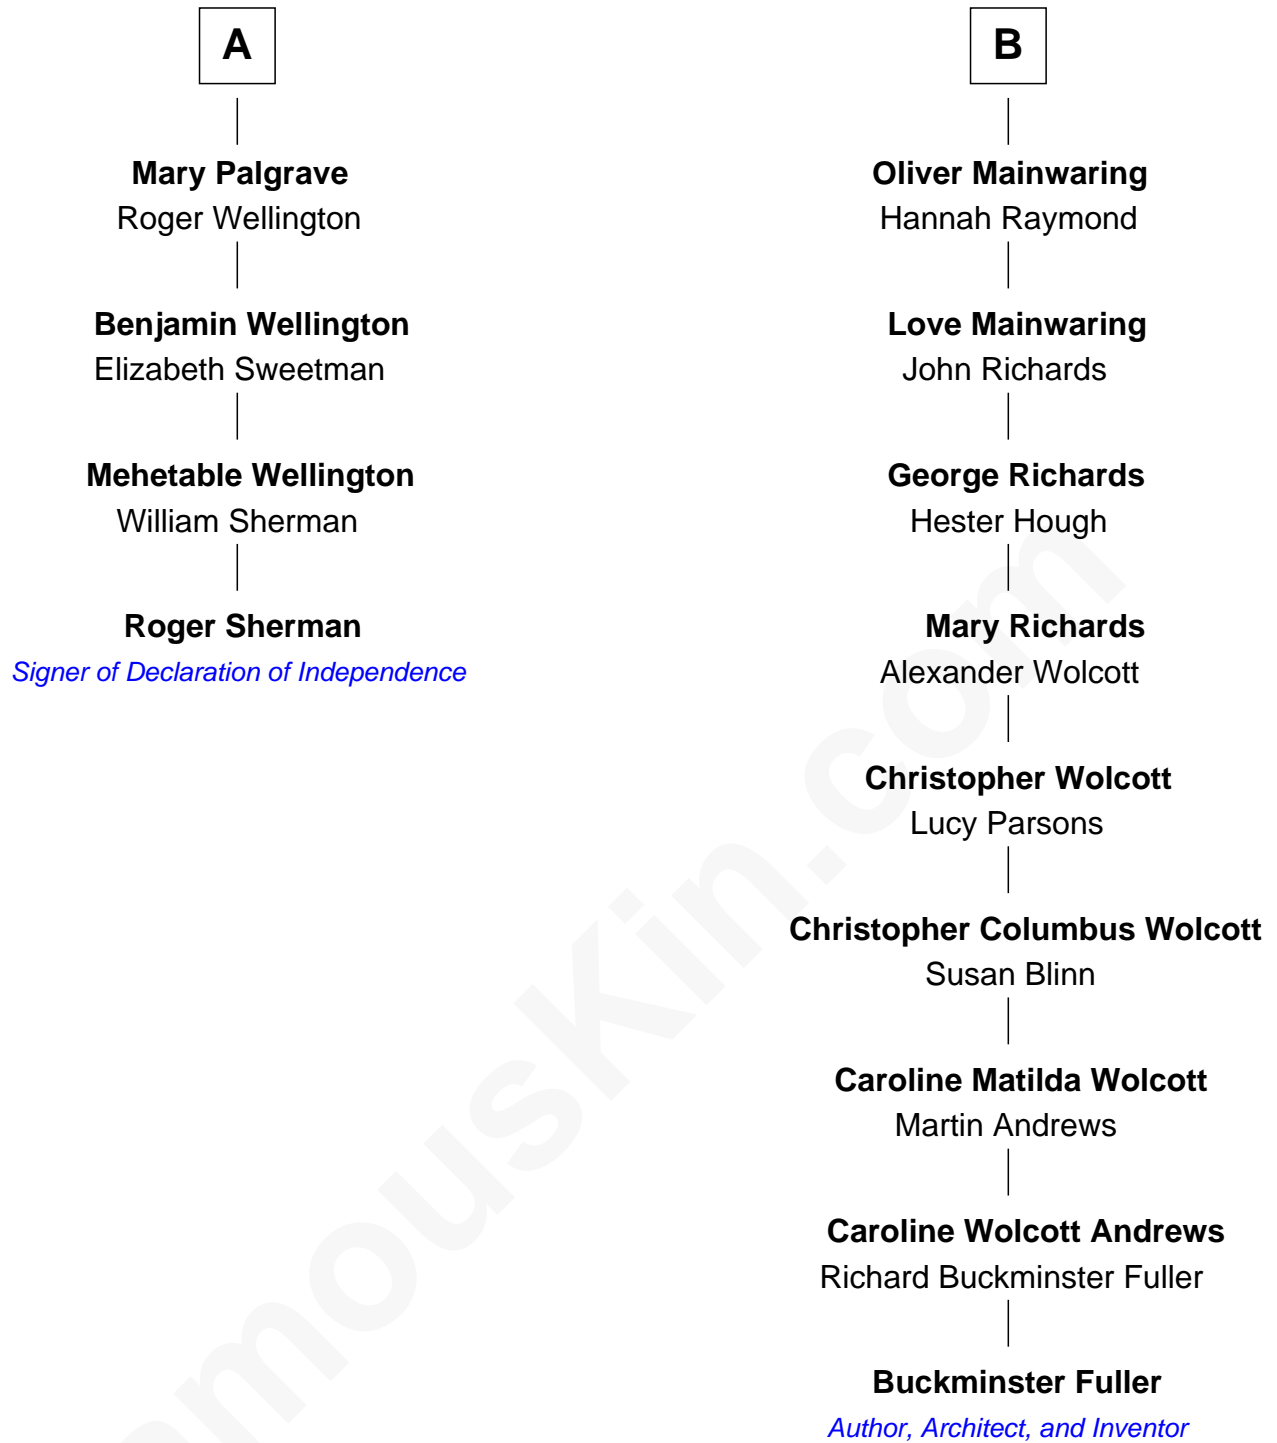 A
Mary Palgrave
Roger Wellington
Benjamin Wellington
Elizabeth Sweetman
Mehetable Wellington
William Sherman
Roger Sherman
Signer of Declaration of Independence
B
Oliver Mainwaring
Hannah Raymond
Love Mainwaring
John Richards
George Richards
Hester Hough
Mary Richards
Alexander Wolcott
Christopher Wolcott
Lucy Parsons
Christopher Columbus Wolcott
Susan Blinn
Caroline Matilda Wolcott
Martin Andrews
Caroline Wolcott Andrews
Richard Buckminster Fuller
Buckminster Fuller
Author, Architect, and Inventor
amouskin.com